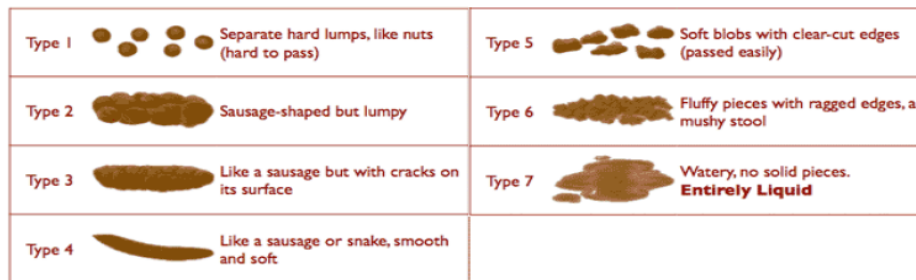 Type 1
Separate hard lumps, like nuts
(hard to pass)
Type 2
Sausage-shaped but lumpy
Type 3
Like a sausage but with cracks on
its surface
Type 4
Like a sausage or snake, smooth
and soft
Type 5
Soft blobs with clear-cut edges
(passed easily)
Type 6
Fluffy pieces with ragged edges, a
mushy stool
Type 7
Watery, no solid pieces.
Entirely Liquid